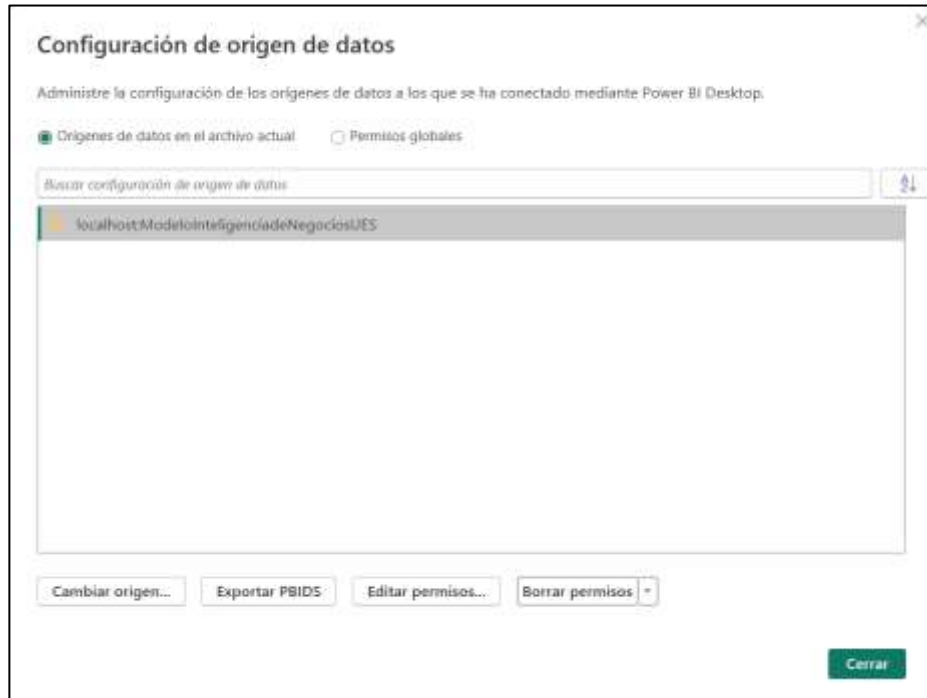 Configuración de origen de datos
Administre la configuración de los orígenes de datos a los que se ha conectado mediante Power BI Desktop.
Orígenes de datos en el archivo actual Permisos globales
Buscar configuración de origen de datos
localhost:ModeloInteligenciadeNegociosUES
Cambiar origen... Exportar PBIDS Editar permisos... Borrar permisos
Cerrar